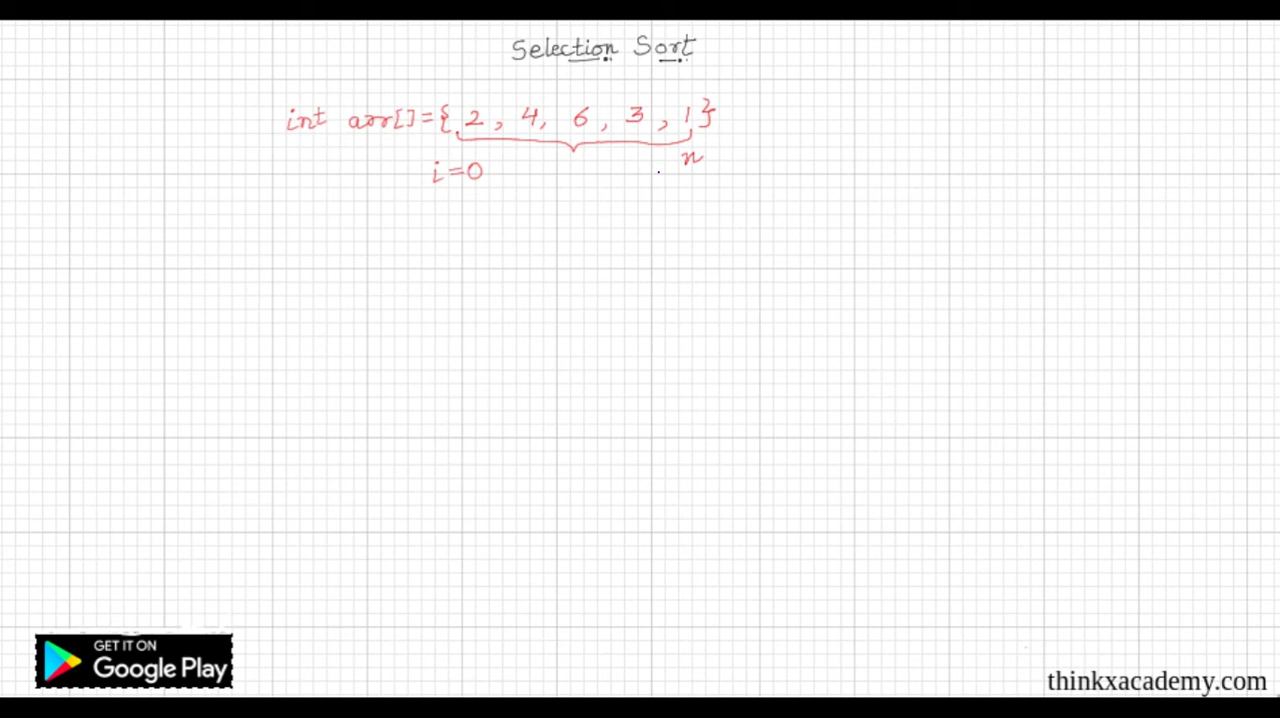 Selection Sort
int arr[]={ 2, 4, 6, 3, 1}
n
i=0
GET IT ON
Google Play
thinkxacademy.com